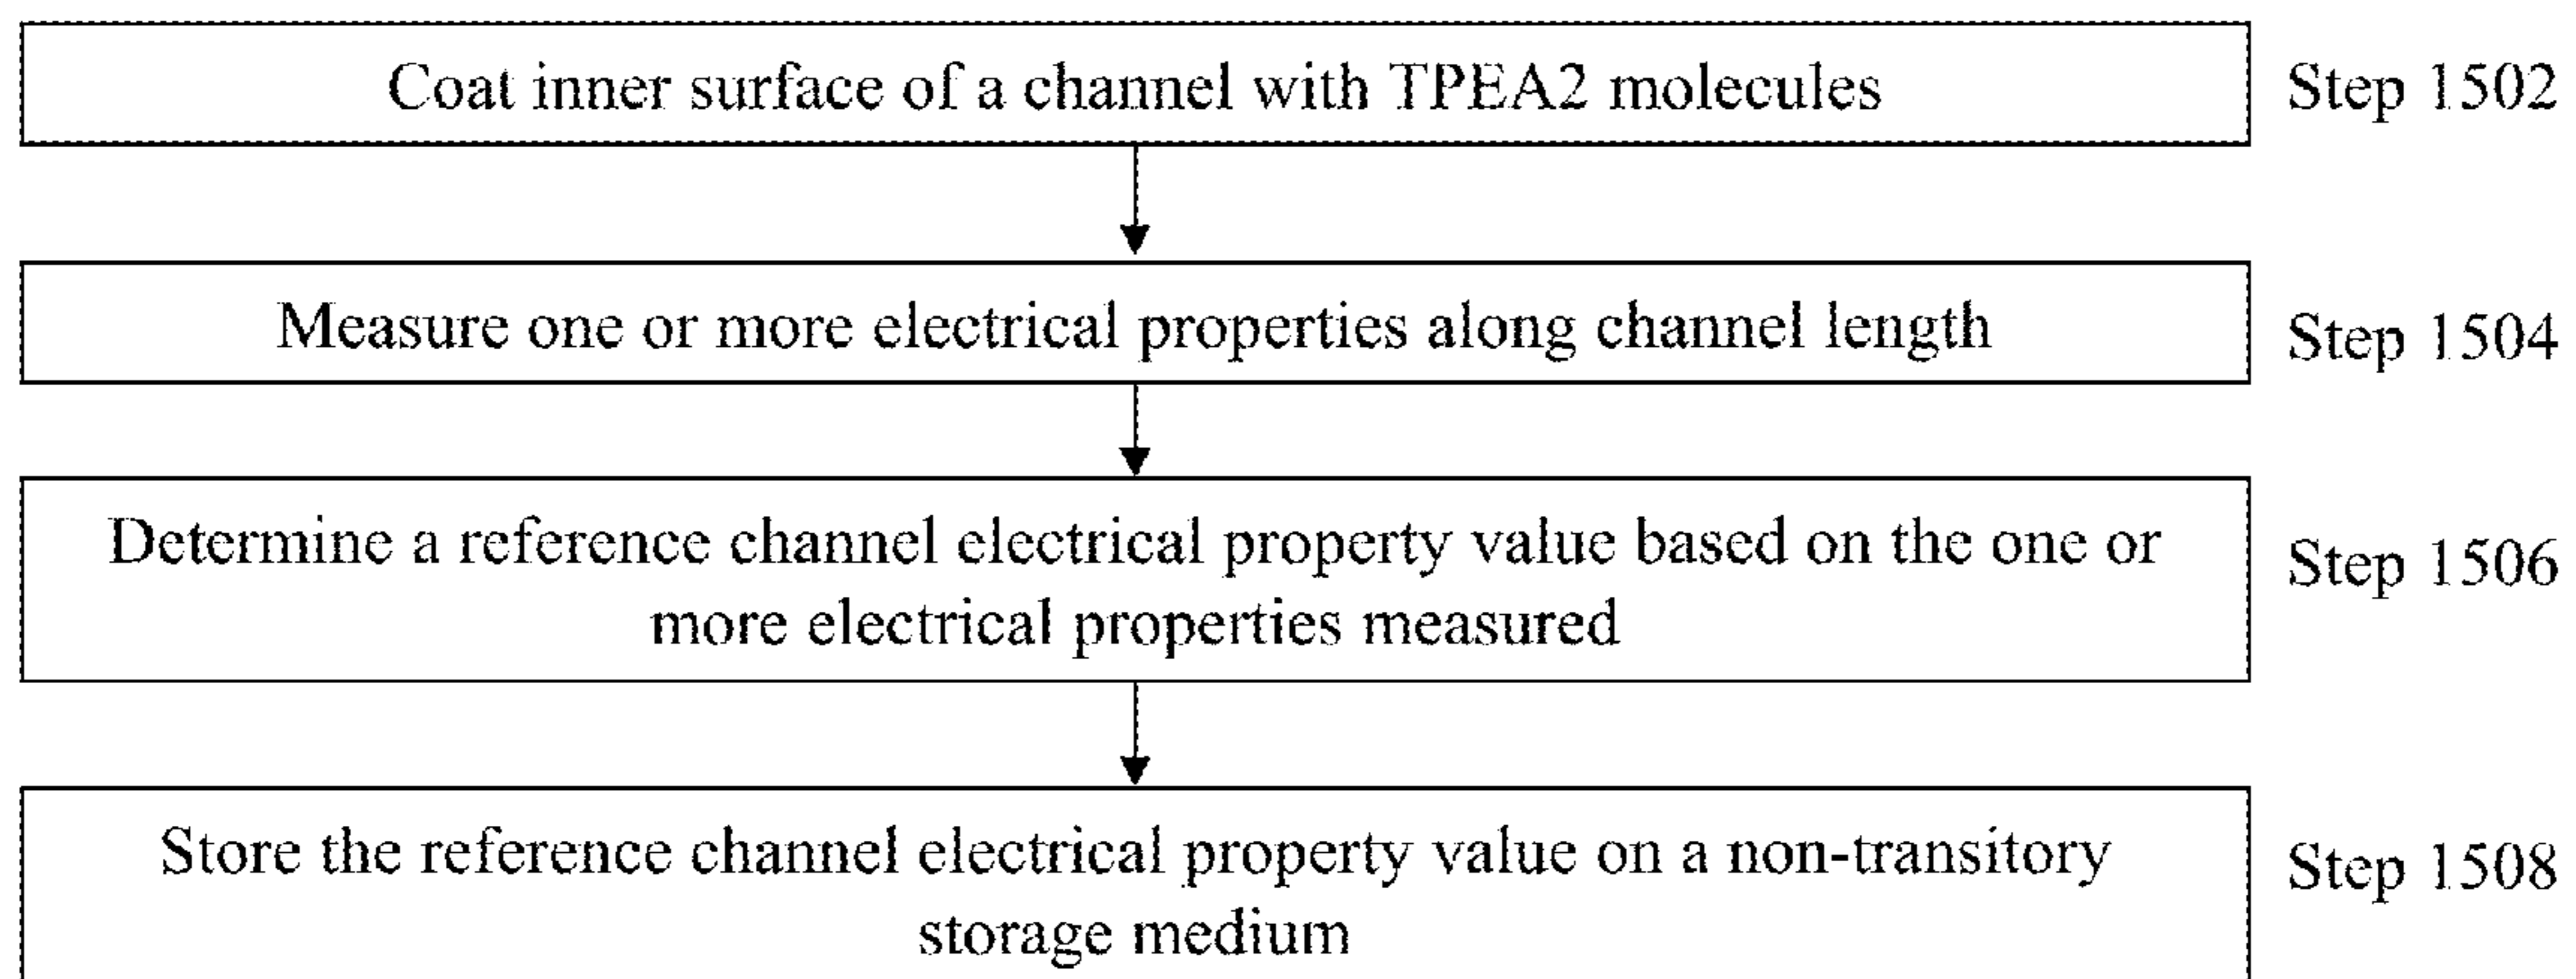 Coat inner surface of a channel with TPEA2 molecules
Step 1502
Measure one or more electrical properties along channel length
Step 1504
Determine a reference channel electrical property value based on the one or
more electrical properties measured
Step 1506
Store the reference channel electrical property value on a non-transitory
storage medium
Step 1508